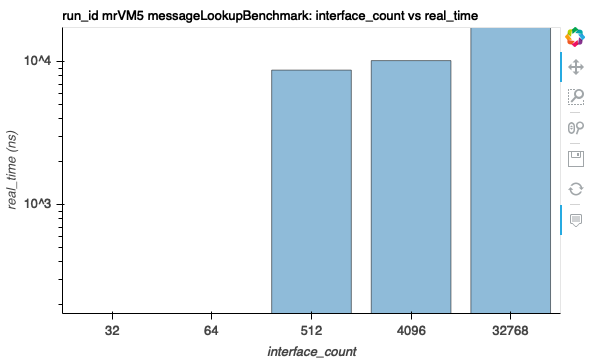 run_id mrVM5 messageLookupBenchmark: interface_count vs real_time
10^4
10^3
real_time (ns)
32 64 512 4096 32768
interface_count